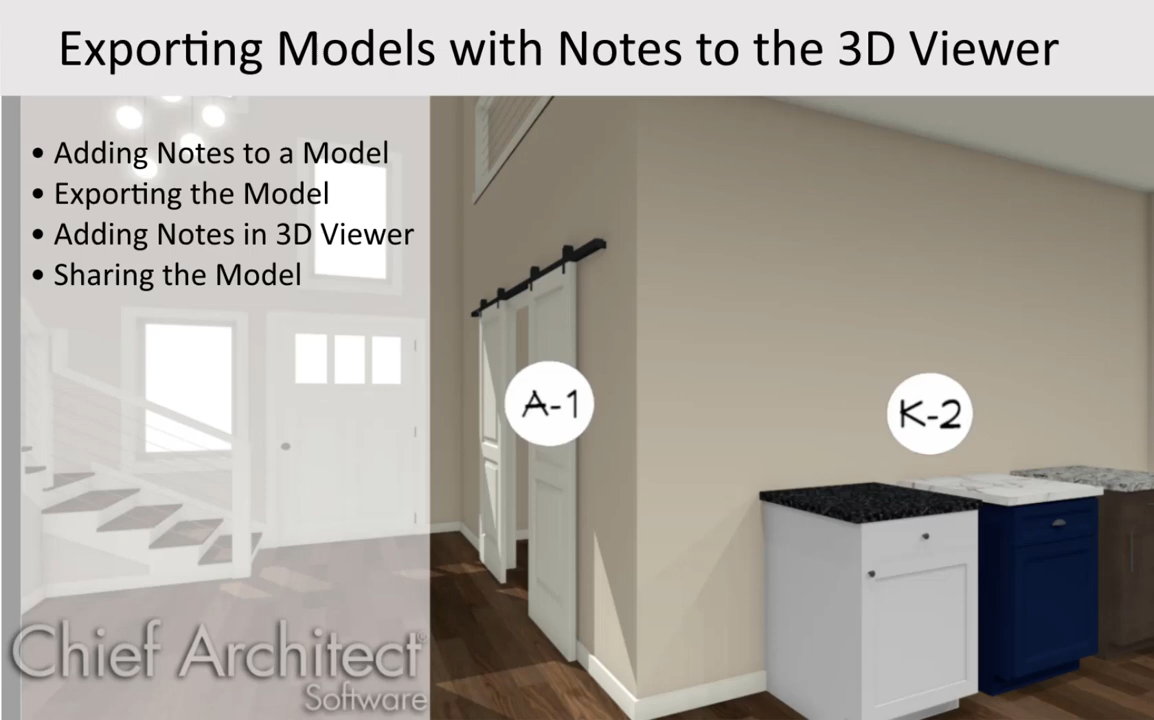 Exporting Models with Notes to the 3D Viewer
• Adding Notes to a Model
• Exporting the Model
• Adding Notes in 3D Viewer
• Sharing the Model
A-1
K-2
Chief Architect®
Software